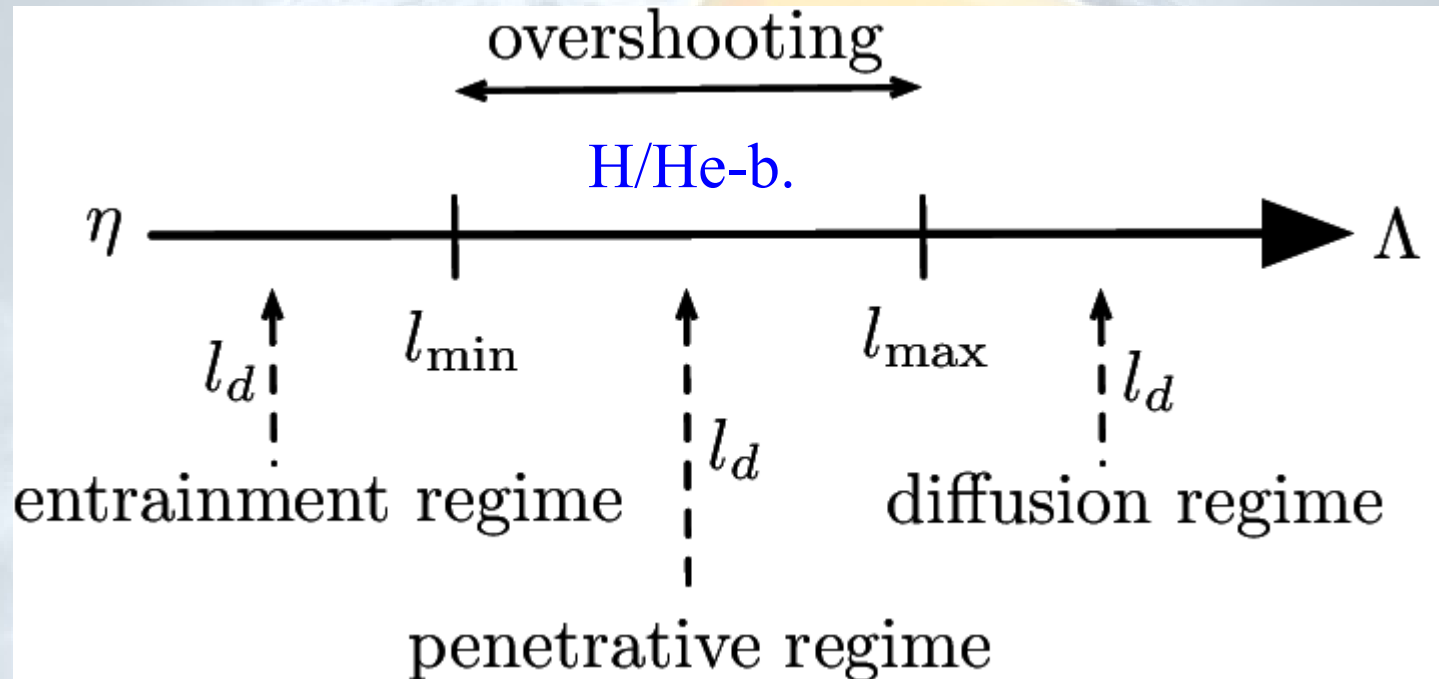 overshooting
H/He-b.
η Λ
l_min l_max
l_d l_d l_d
entrainment regime diffusion regime
penetrative regime